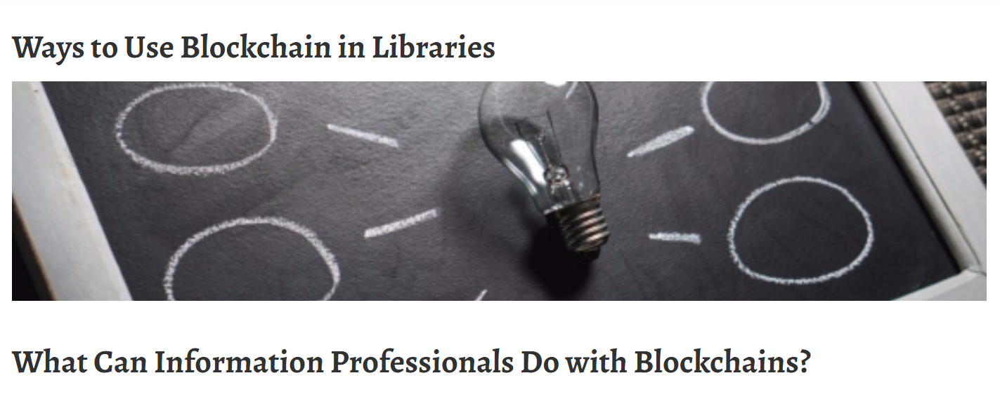 Ways to Use Blockchain in Libraries
What Can Information Professionals Do with Blockchains?